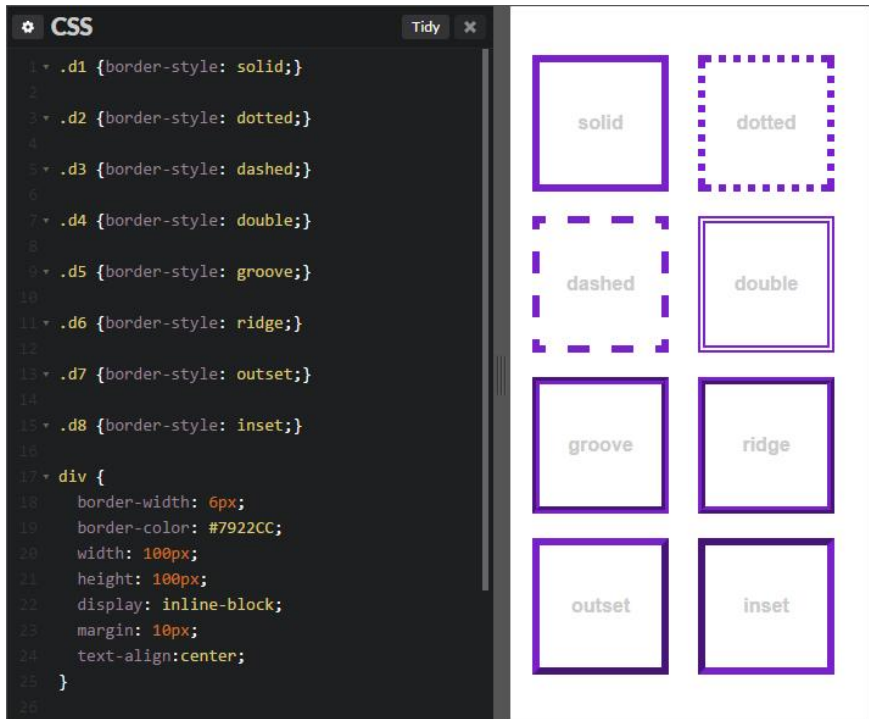 CSS
Tidy
1 .d1 {border-style: solid;}
2
3 .d2 {border-style: dotted;}
4
5 .d3 {border-style: dashed;}
6
7 .d4 {border-style: double;}
8
9 .d5 {border-style: groove;}
10
11 .d6 {border-style: ridge;}
12
13 .d7 {border-style: outset;}
14
15 .d8 {border-style: inset;}
16
17 div {
18 border-width: 6px;
19 border-color: #7922CC;
20 width: 100px;
21 height: 100px;
22 display: inline-block;
23 margin: 10px;
24 text-align:center;
25 }
26
solid
dotted
dashed
double
groove
ridge
outset
inset